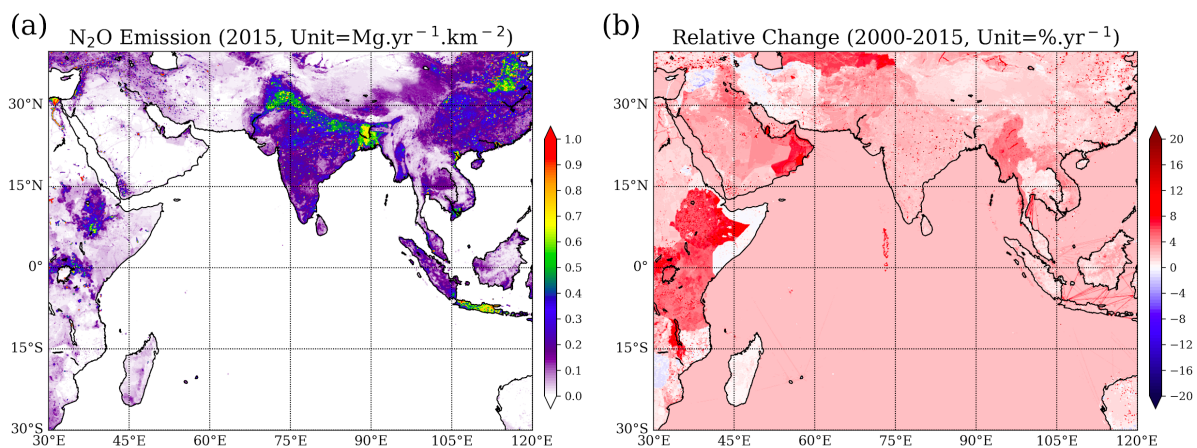 (a)
N₂O Emission (2015, Unit=Mg.yr⁻¹.km⁻²)
30°N
15°N
0°
15°S
30°S
30°E
45°E
60°E
75°E
90°E
105°E
120°E
1.0
0.9
0.8
0.7
0.6
0.5
0.4
0.3
0.2
0.1
0.0
(b)
Relative Change (2000-2015, Unit=%.yr⁻¹)
30°N
15°N
0°
15°S
30°S
30°E
45°E
60°E
75°E
90°E
105°E
120°E
20
16
12
8
4
0
−4
−8
−12
−16
−20